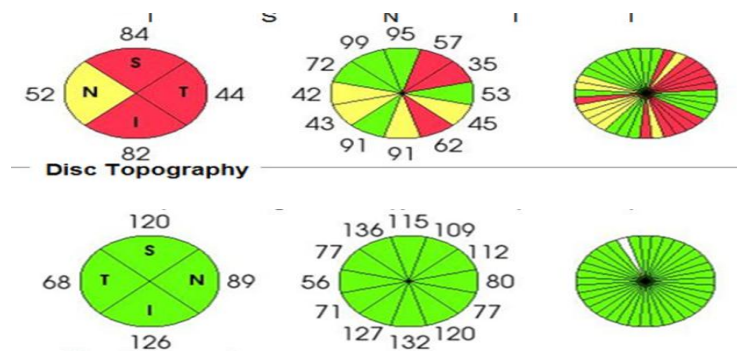 T S N I T
84 95
99 57
72 S 35
52 N T 44 42 53
43 45
I 91 62
82 91
Disc Topography
120 115
136 109
77 S 112
68 T N 89 56 80
71 77
I 127 120
126 132